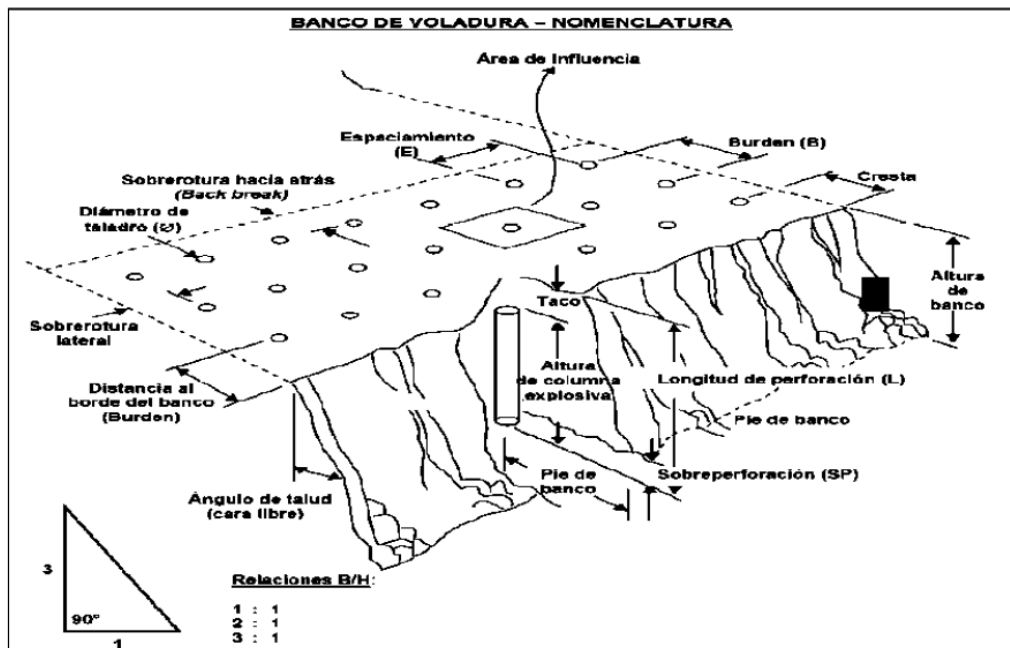 BANCO DE VOLADURA – NOMENCLATURA
Area de Influencia
Espaciamiento
(E)
Burden (B)
Sobrerotura hacia atrás
(Back break)
Cresta
Diámetro de
taladro (∅)
Altura
de
banco
Taco
Sobrerotura
lateral
Altura
de columna
explosiva
Longitud de perforación (L)
Distancia al
borde del banco
(Burden)
Pie de banco
Pie de
banco
Sobreperforación (SP)
Ángulo de talud
(cara libre)
3
90°
1
Relaciones B/H:
1 : 1
2 : 1
3 : 1